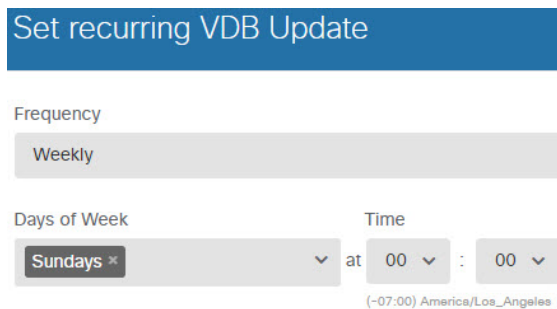 Set recurring VDB Update
Frequency
Weekly
Days of Week Time
Sundays × at 00 : 00
(-07:00) America/Los_Angeles